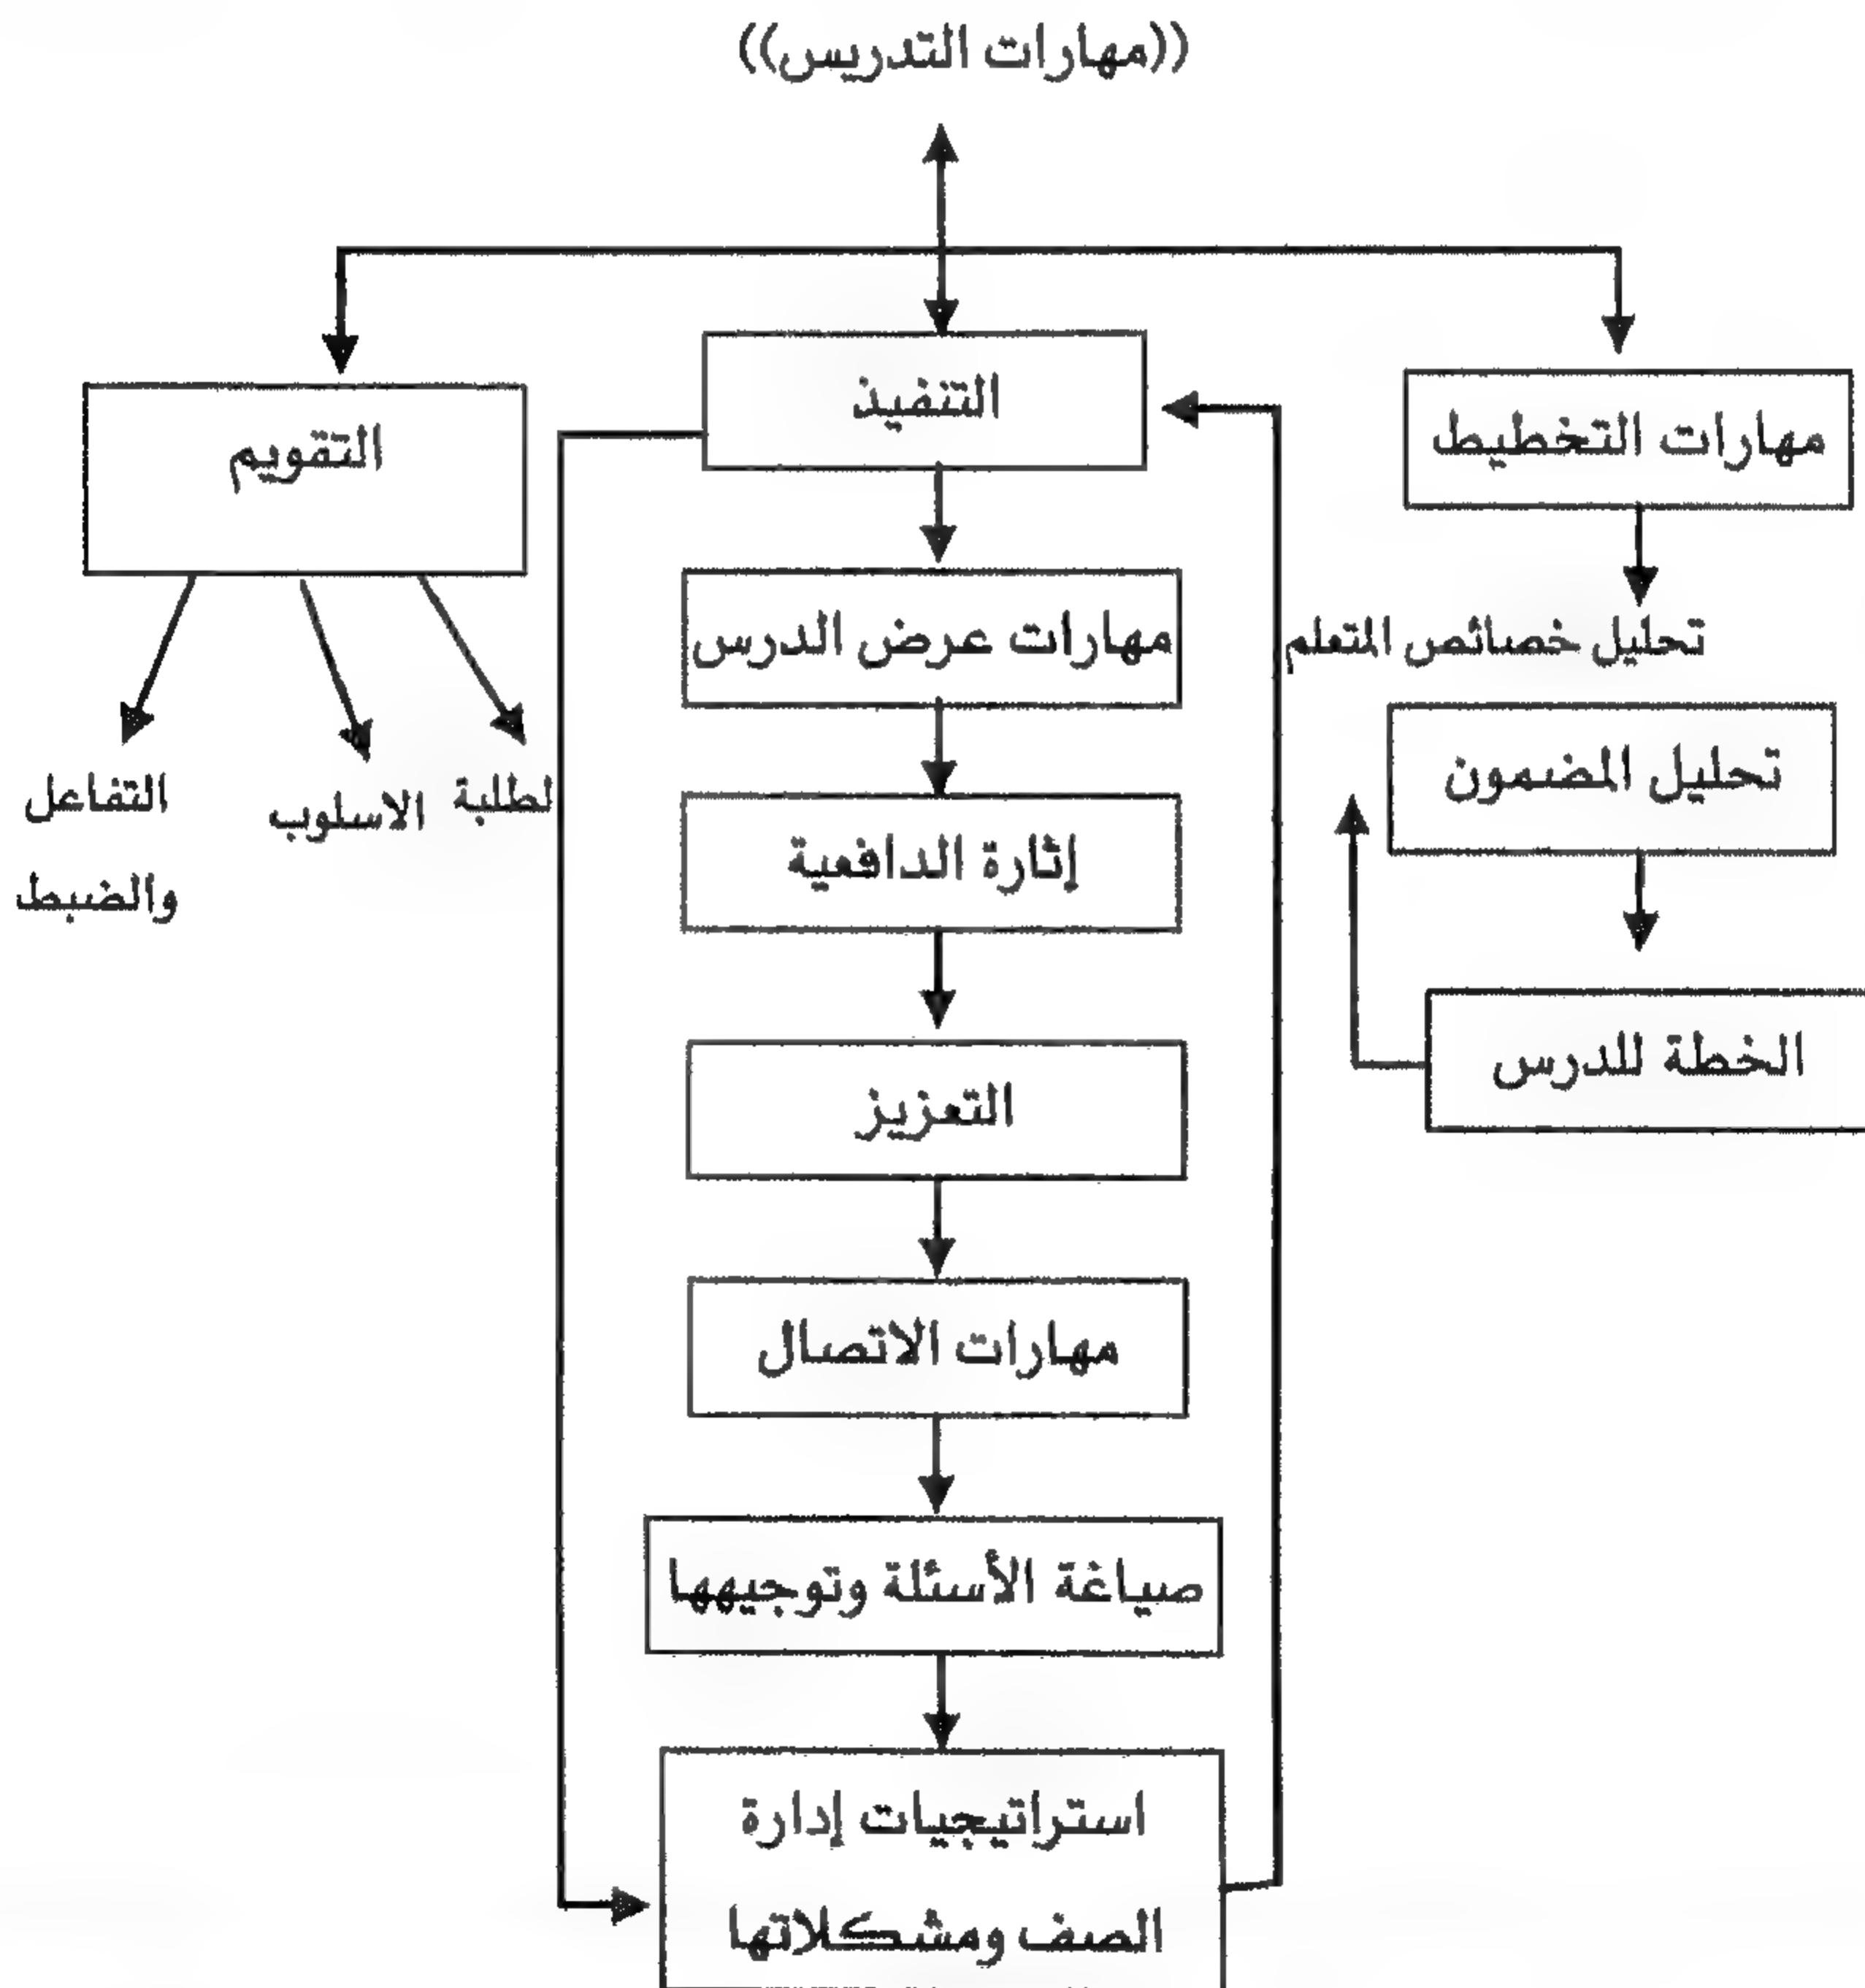 ((مهارات التدريس))
مهارات التخطيط
تحليل خصائص المتعلم
تحليل المضمون
الخطة للدرس
التنفيذ
مهارات عرض الدرس
إثارة الدافعية
التعزيز
مهارات الاتصال
صياغة الأسئلة وتوجيهها
استراتيجيات إدارة
الصف ومشكلاتها
التقويم
لطلبة
الاسلوب
التفاعل
والضبط